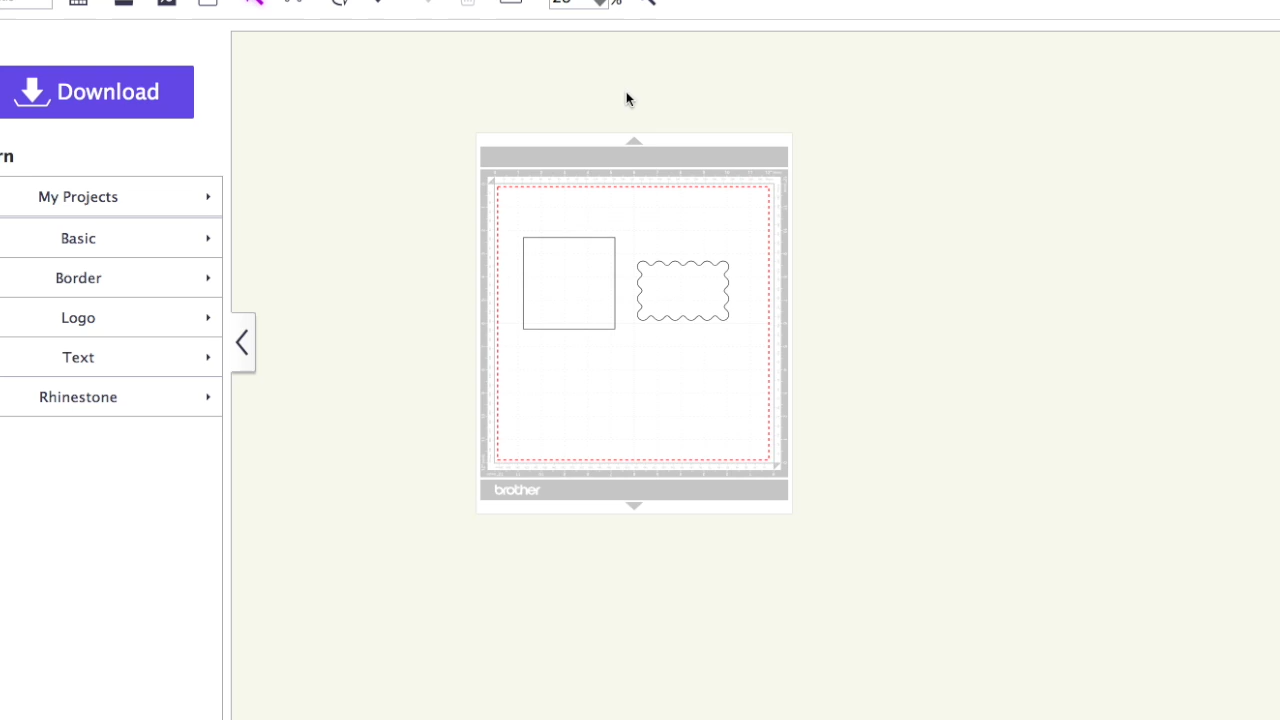 %
Download
rn
My Projects
Basic
Border
Logo
Text
Rhinestone
brother